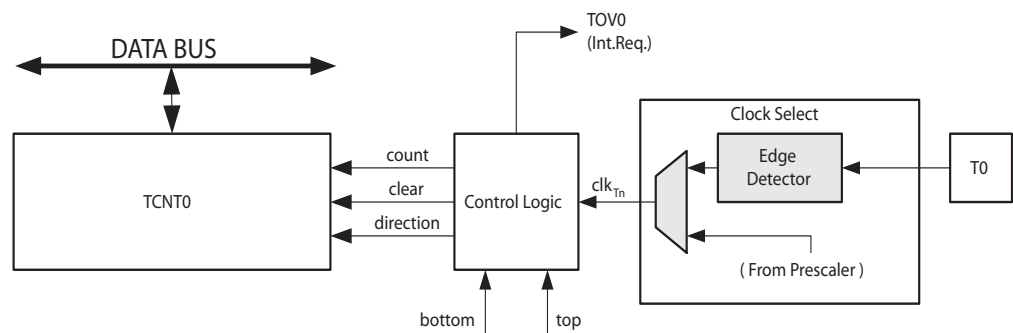 TOV0
(Int.Req.)
DATA BUS
Clock Select
count
Edge
Detector
T0
TCNT0
clear
Control Logic
clkTn
direction
( From Prescaler )
bottom
top